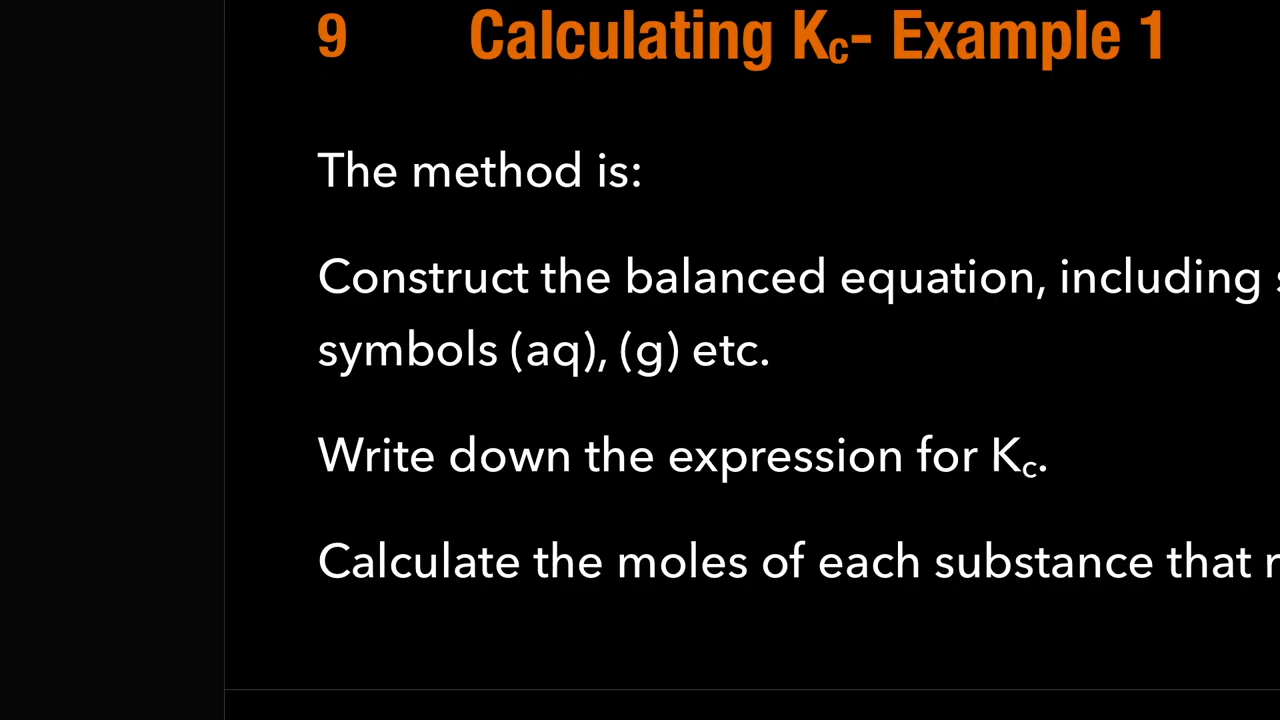 9 Calculating Kc- Example 1
The method is:
Construct the balanced equation, including
symbols (aq), (g) etc.
Write down the expression for Kc.
Calculate the moles of each substance that